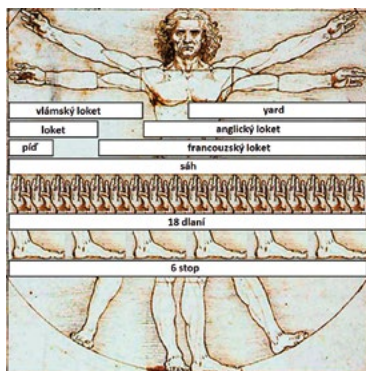 vlámský loket yard
loket anglický loket
píď francouzský loket
sáh
18 dlaní
6 stop